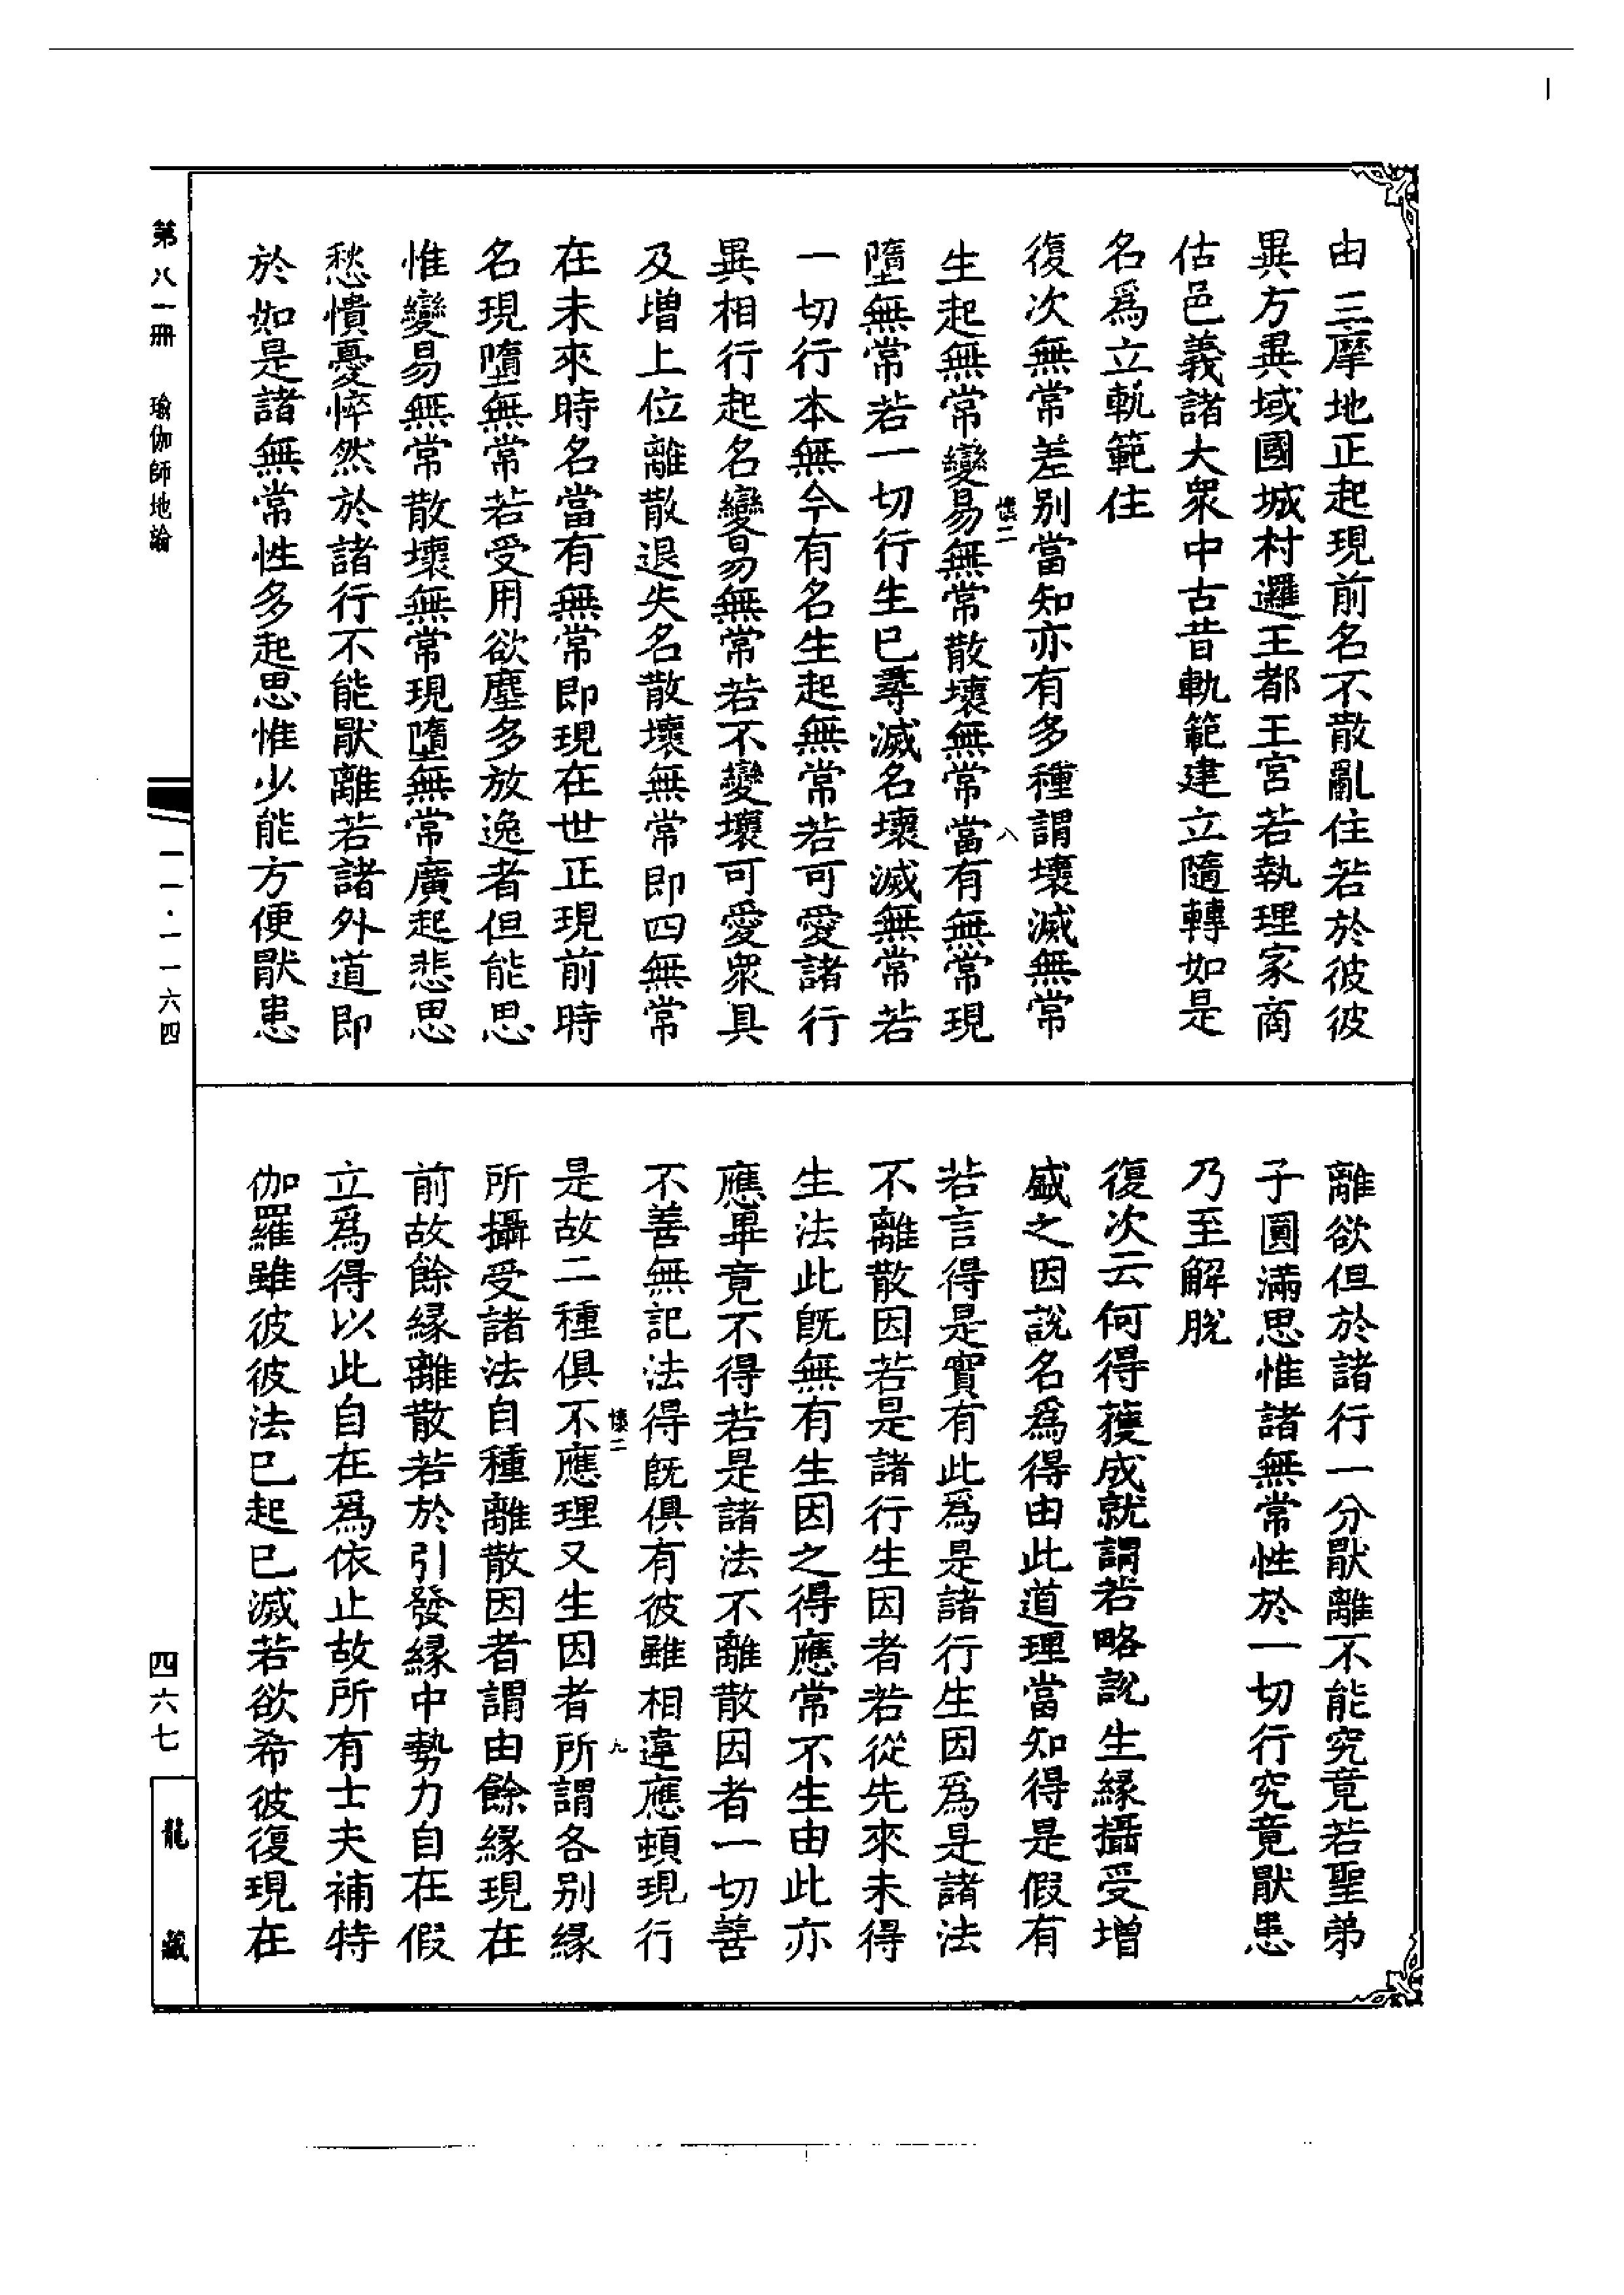 由三摩地正起現前名不散亂住若於彼彼
異方異域國城村邏王都王宮若執理家商
估邑義諸大衆中古昔軌範建立隨轉如是
名爲立軌範住
復次無常差别當知亦有多種謂壞滅無常
懷二
八
生起無常變易無常散壞無常當有無常現
墮無常若一切行生已尋滅名壞滅無常若
一切行本無今有名生起無常若可愛諸行
異相行起名變易無常若不變壞可愛衆具
及增上位離散退失名散壞無常即四無常
在未來時名當有無常即現在世正現前時
名現墮無常若受用欲塵多放逸者但能思
惟變易無常散壞無常現墮無常廣起悲思
愁憒憂悴然於諸行不能猒離若諸外道即
於如是諸無常性多起思惟少能方便猒患
離欲但於諸行一分猒離不能究竟若聖弟
子圓滿思惟諸無常性於一切行究竟猒患
乃至解脫
復次云何得獲成就謂若略說生緣攝受增
盛之因說名爲得由此道理當知得是假有
若言得是實有此爲是諸行生因為是諸法
不離散因若是諸行生因者若從先來未得
生法此旣無有生因之得應常不生由此亦
應畢竟不得若是諸法不離散因者一切善
不善無記法得旣俱有彼雖相違應頓現行
懷二
九
是故二種俱不應理又生因者所謂各别緣
所攝受諸法自種離散因者謂由餘緣現在
前故餘緣離散若於引發緣中勢力自在假
立爲得以此自在爲依止故所有士夫補特
伽羅雖彼彼法已起已滅若欲希彼復現在
第八一冊　瑜伽師地論
一一·一一六四
四六七
龍藏